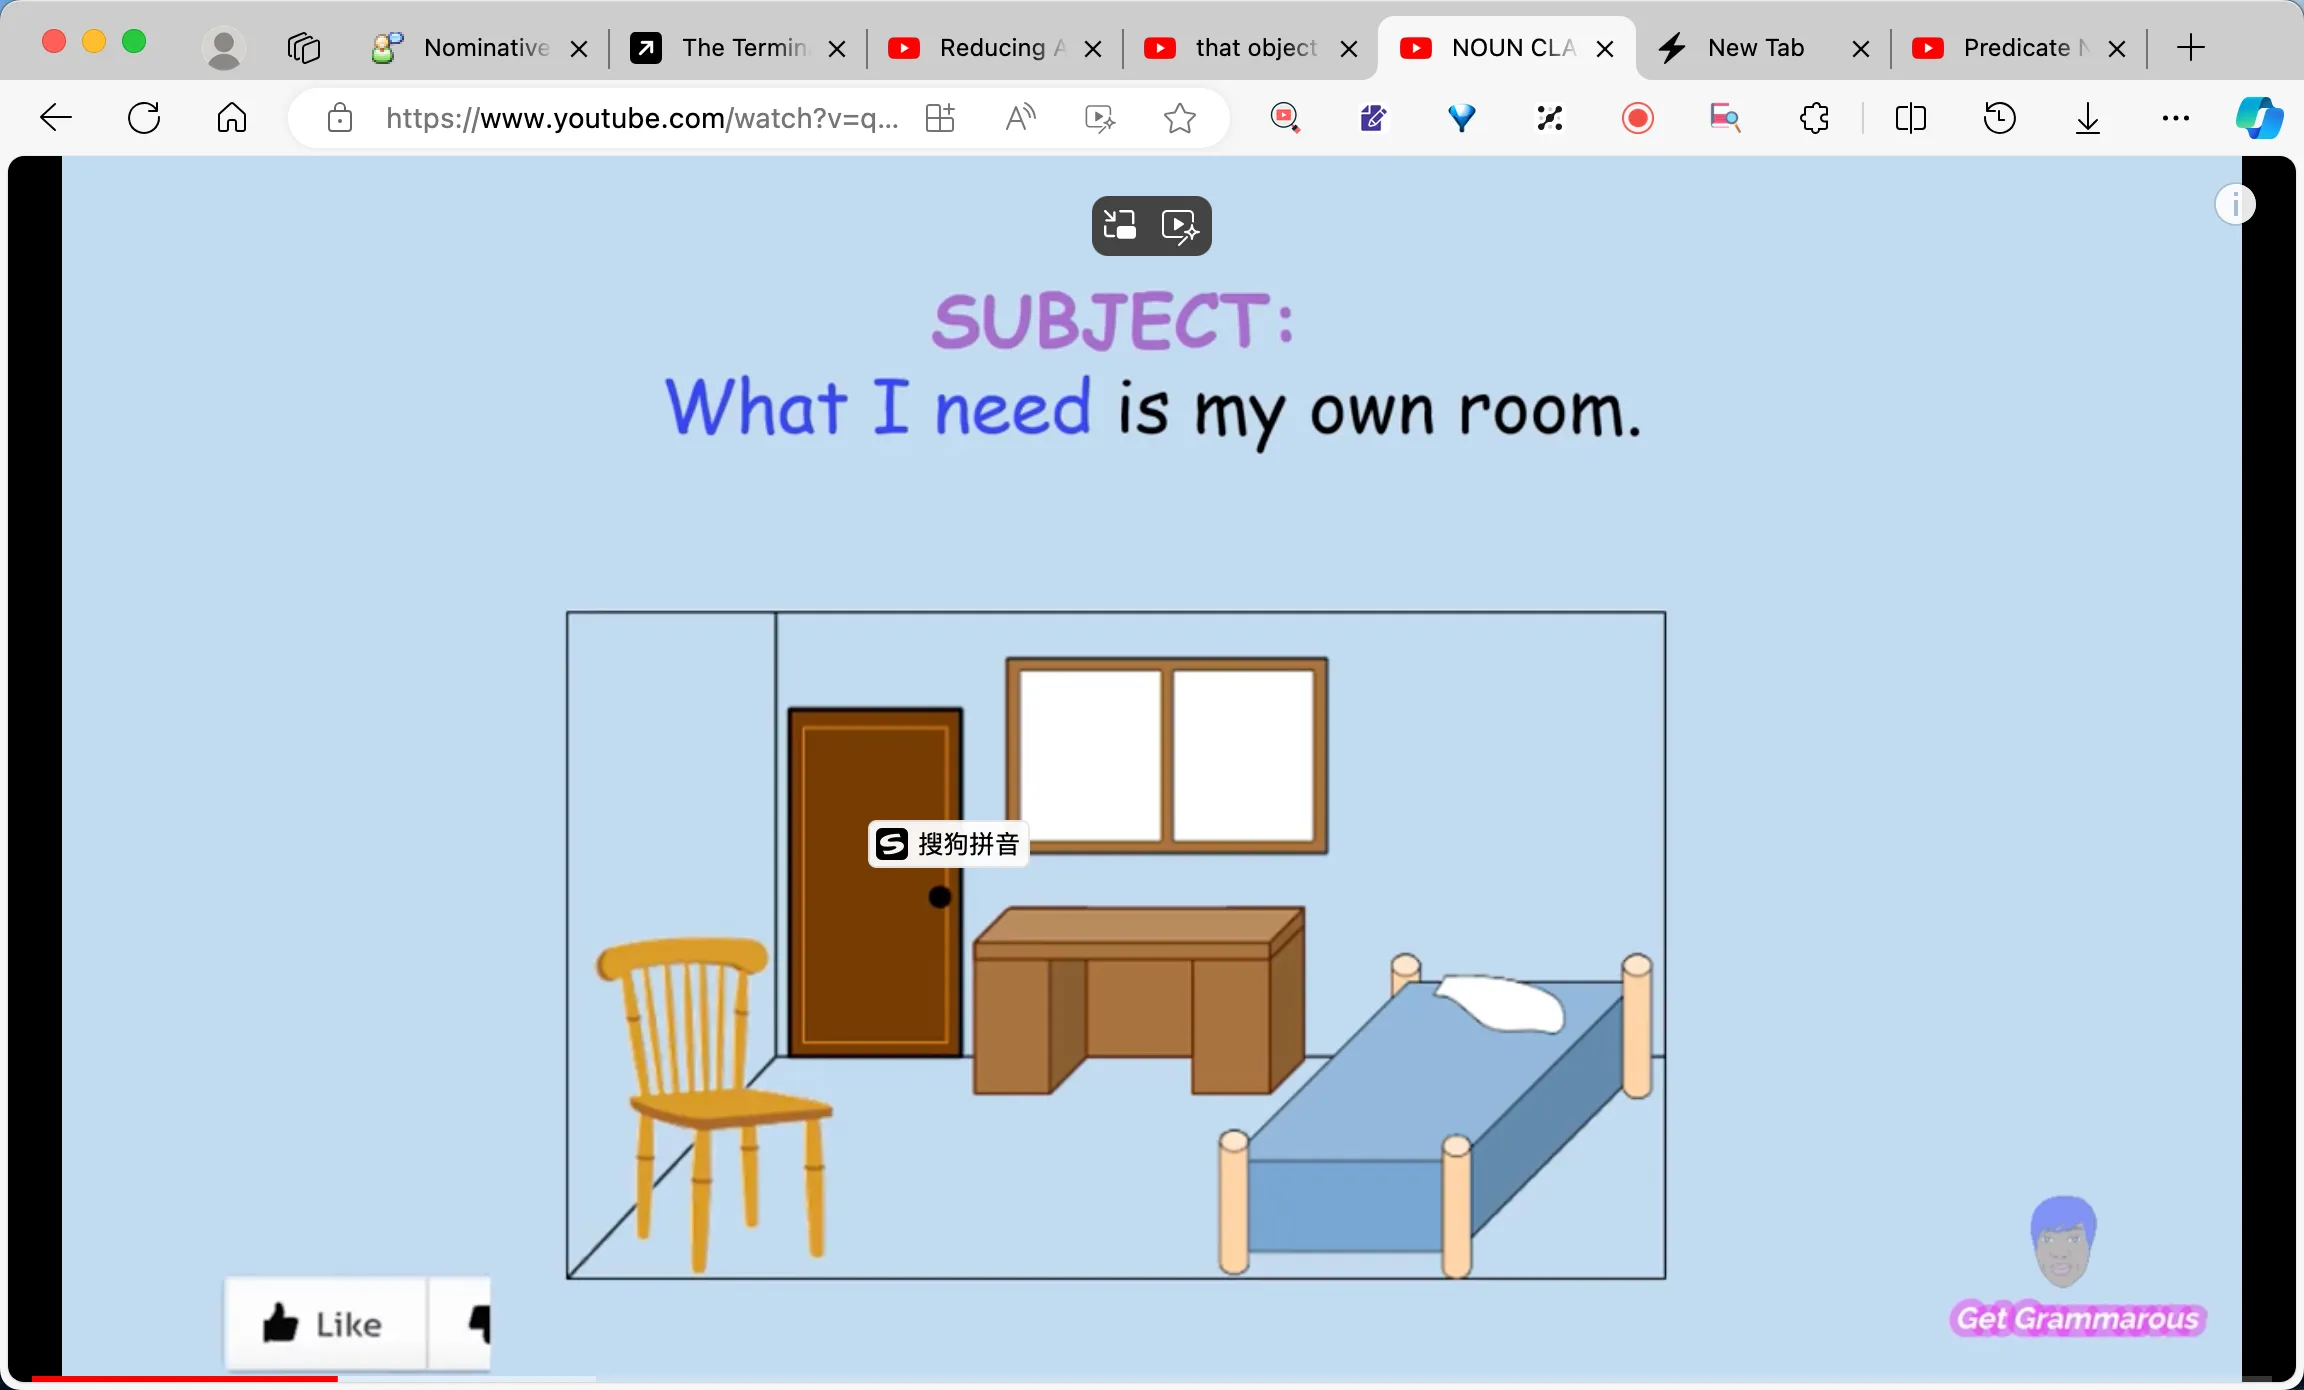 Nominative
The Termin
Reducing A
that object
NOUN CLA
New Tab
Predicate N
https://www.youtube.com/watch?v=q...
SUBJECT:
What I need is my own room.
搜狗拼音
Like
Get Grammarous